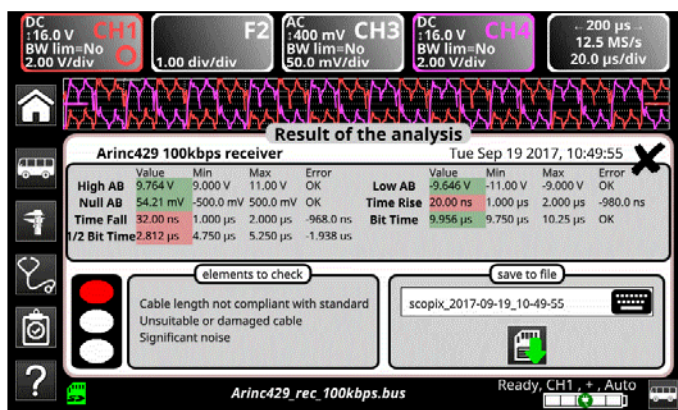 DC
:16.0 V CH1
BW lim=No
2.00 V/div
F2
1.00 div/div
AC
:400 mV CH3
BW lim=No
50.0 mV/div
DC
:16.0 V CH4
BW lim=No
2.00 V/div
200 µs
12.5 MS/s
20.0 µs/div
Result of the analysis
Arinc429 100kbps receiver Tue Sep 19 2017, 10:49:55
Value Min Max Error Value Min Max Error
High AB 9.764 V 9.000 V 11.00 V OK Low AB -9.646 V -11.00 V -9.000 V OK
Null AB 54.21 mV -500.0 mV 500.0 mV OK Time Rise 20.00 ns 1.000 µs 2.000 µs -980.0 ns
Time Fall 32.00 ns 1.000 µs 2.000 µs -968.0 ns Bit Time 9.956 µs 9.750 µs 10.25 µs OK
1/2 Bit Time 2.812 µs 4.750 µs 5.250 µs -1.938 us
elements to check
Cable length not compliant with standard
Unsuitable or damaged cable
Significant noise
save to file
scopix_2017-09-19_10-49-55
?
Arinc429_rec_100kbps.bus
Ready, CH1 , + , Auto